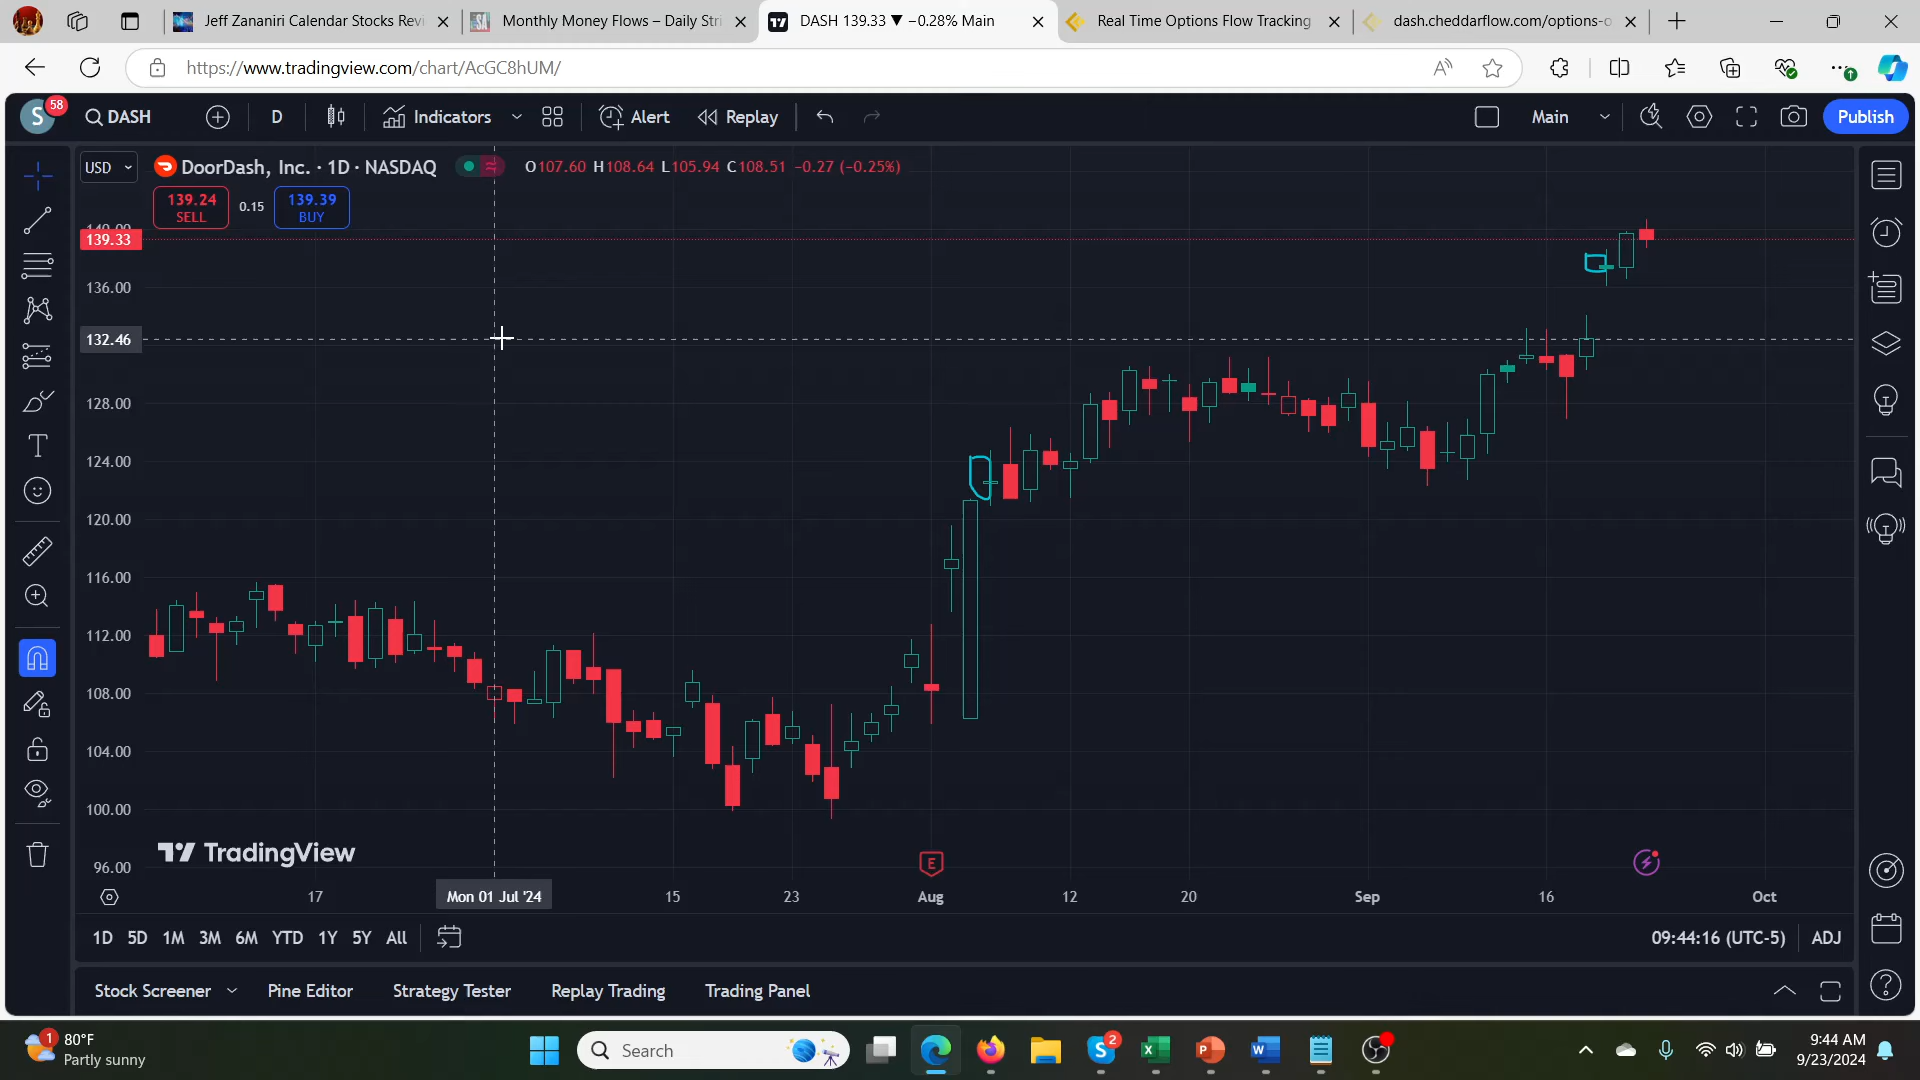 Jeff Zananiri Calendar Stocks Revi
Monthly Money Flows – Daily Stri
DASH 139.33 ▼ −0.28% Main
Real Time Options Flow Tracking
dash.cheddarflow.com/options-o
https://www.tradingview.com/chart/AcGC8hUM/
S
58
DASH
D
Indicators
Alert
Replay
Main
Publish
USD
DoorDash, Inc. · 1D · NASDAQ
O107.60 H108.64 L105.94 C108.51 −0.27 (−0.25%)
139.24
SELL
0.15
139.39
BUY
140.00
139.33
136.00
132.46
128.00
124.00
120.00
116.00
112.00
108.00
104.00
100.00
96.00
TradingView
E
17
Mon 01 Jul '24
15
23
Aug
12
20
Sep
16
Oct
1D 5D 1M 3M 6M YTD 1Y 5Y All
09:44:16 (UTC-5)
ADJ
Stock Screener
Pine Editor
Strategy Tester
Replay Trading
Trading Panel
1
80°F
Partly sunny
Search
2
9:44 AM
9/23/2024